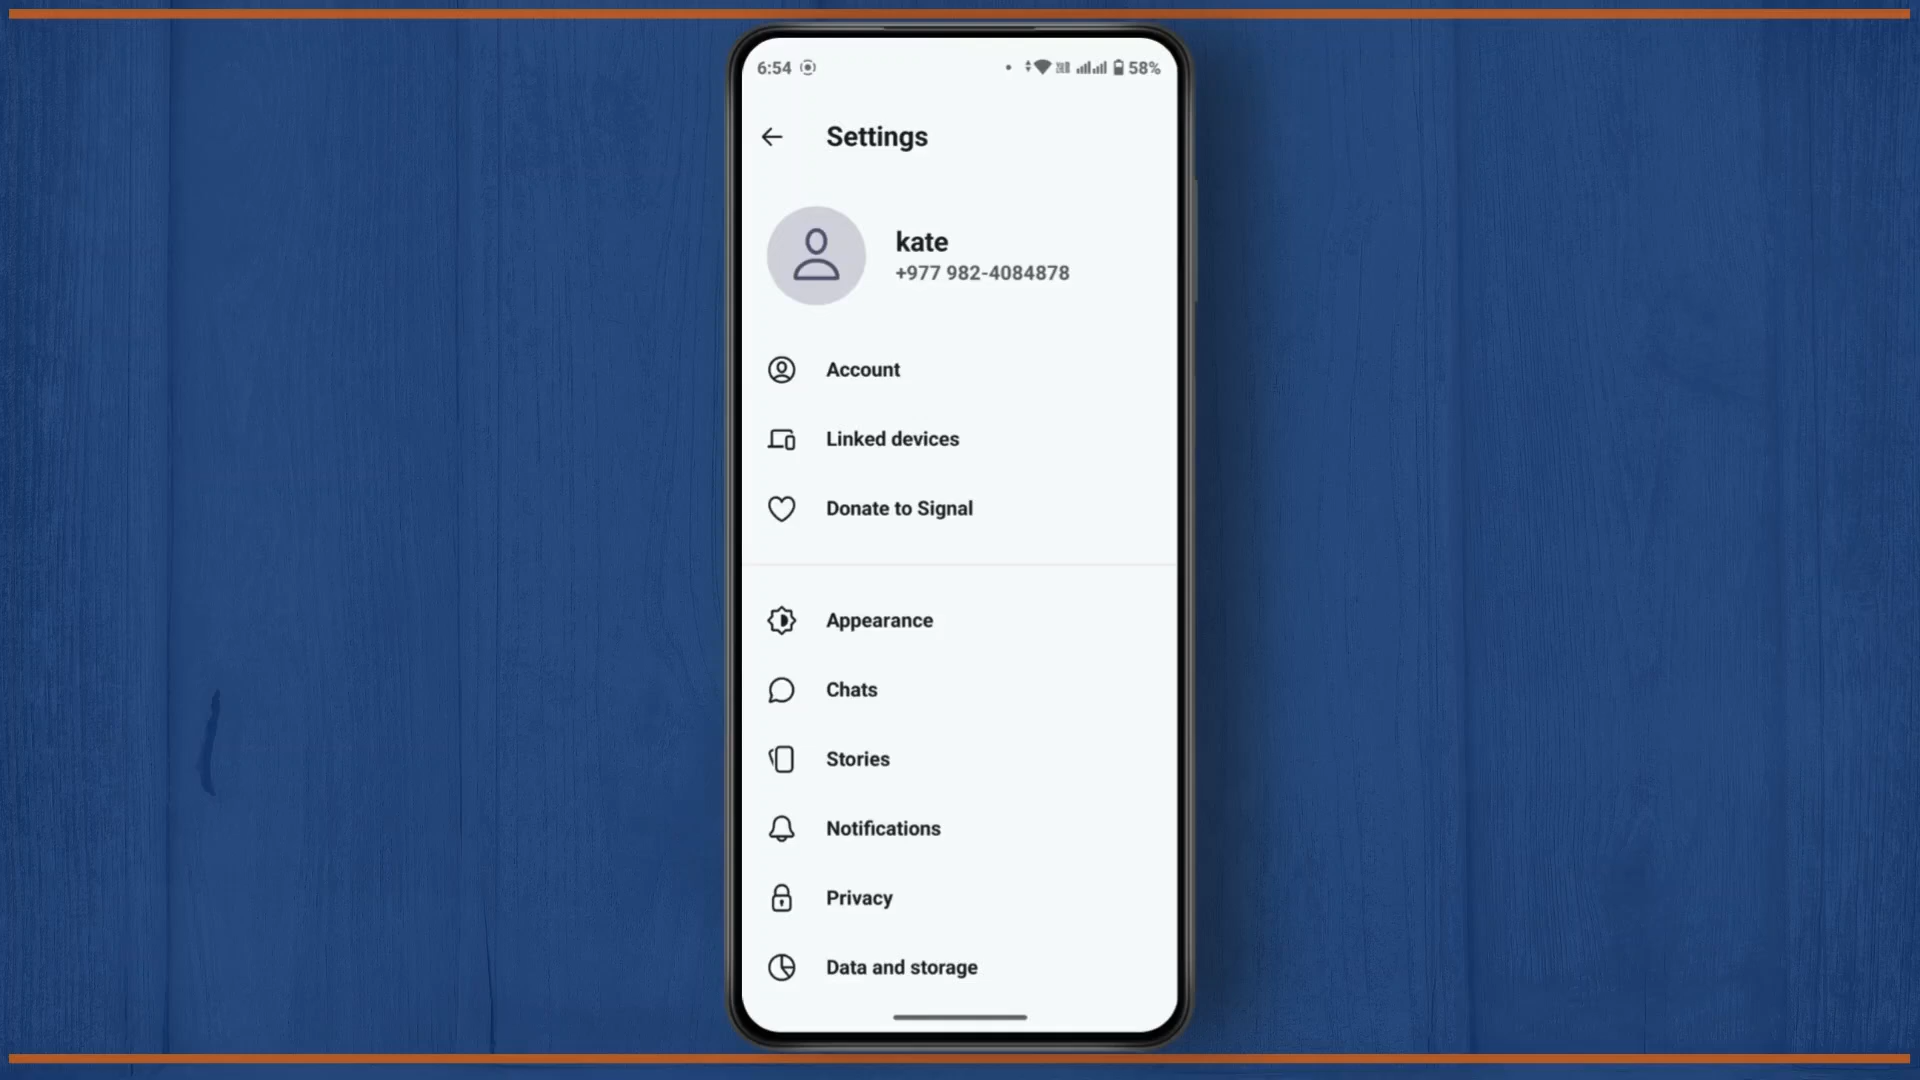 6:54 58%
Settings
kate
+977 982-4084878
Account
Linked devices
Donate to Signal
Appearance
Chats
Stories
Notifications
Privacy
Data and storage